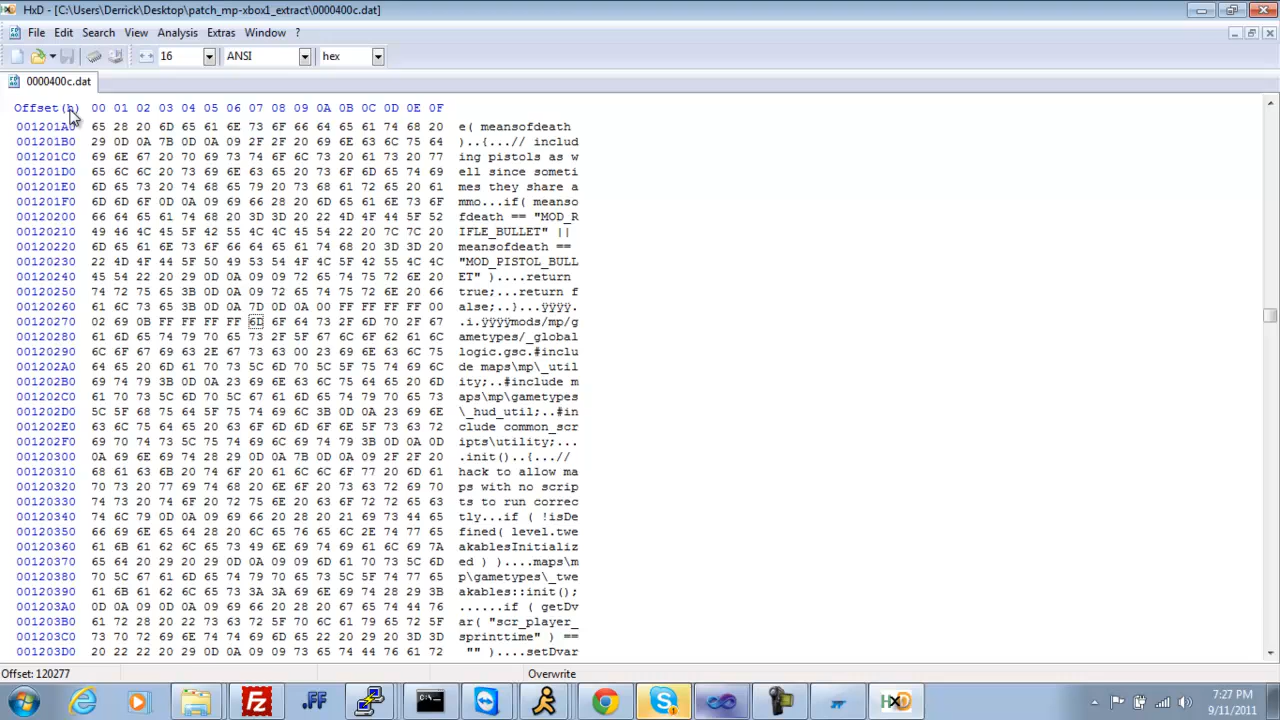 HxD - [C:\Users\Derrick\Desktop\patch_mp-xbox1_extract\0000400c.dat]
File Edit Search View Analysis Extras Window ?
16 ANSI hex
0000400c.dat
Offset(h) 00 01 02 03 04 05 06 07 08 09 0A 0B 0C 0D 0E 0F
001201A0 65 28 20 6D 65 61 6E 73 6F 66 64 65 61 74 68 20 e( meansofdeath
001201B0 29 0D 0A 7B 0D 0A 09 2F 2F 20 69 6E 63 6C 75 64 )..{...// includ
001201C0 69 6E 67 20 70 69 73 74 6F 6C 73 20 61 73 20 77 ing pistols as w
001201D0 65 6C 6C 20 73 69 6E 63 65 20 73 6F 6D 65 74 69 ell since someti
001201E0 6D 65 73 20 74 68 65 79 20 73 68 61 72 65 20 61 mes they share a
001201F0 6D 6D 6F 0D 0A 09 69 66 28 20 6D 65 61 6E 73 6F mmo...if( meanso
00120200 66 64 65 61 74 68 20 3D 3D 20 22 4D 4F 44 5F 52 fdeath == "MOD_R
00120210 49 46 4C 45 5F 42 55 4C 4C 45 54 22 20 7C 7C 20 IFLE_BULLET" ||
00120220 6D 65 61 6E 73 6F 66 64 65 61 74 68 20 3D 3D 20 meansofdeath ==
00120230 22 4D 4F 44 5F 50 49 53 54 4F 4C 5F 42 55 4C 4C "MOD_PISTOL_BULL
00120240 45 54 22 20 29 0D 0A 09 09 72 65 74 75 72 6E 20 ET" )....return
00120250 74 72 75 65 3B 0D 0A 09 72 65 74 75 72 6E 20 66 true;...return f
00120260 61 6C 73 65 3B 0D 0A 7D 0D 0A 00 FF FF FF FF 00 alse;..}...ÿÿÿÿ.
00120270 02 69 0B FF FF FF FF 6D 6F 64 73 2F 6D 70 2F 67 .i.ÿÿÿÿmods/mp/g
00120280 61 6D 65 74 79 70 65 73 2F 5F 67 6C 6F 62 61 6C ametypes/_global
00120290 6C 6F 67 69 63 2E 67 73 63 00 23 69 6E 63 6C 75 logic.gsc.#inclu
001202A0 64 65 20 6D 61 70 73 5C 6D 70 5C 5F 75 74 69 6C de maps\mp\_util
001202B0 69 74 79 3B 0D 0A 23 69 6E 63 6C 75 64 65 20 6D ity;..#include m
001202C0 61 70 73 5C 6D 70 5C 67 61 6D 65 74 79 70 65 73 aps\mp\gametypes
001202D0 5C 5F 68 75 64 5F 75 74 69 6C 3B 0D 0A 23 69 6E \_hud_util;..#in
001202E0 63 6C 75 64 65 20 63 6F 6D 6D 6F 6E 5F 73 63 72 clude common_scr
001202F0 69 70 74 73 5C 75 74 69 6C 69 74 79 3B 0D 0A 0D ipts\utility;...
00120300 0A 69 6E 69 74 28 29 0D 0A 7B 0D 0A 09 2F 2F 20 .init()..{...//
00120310 68 61 63 6B 20 74 6F 20 61 6C 6C 6F 77 20 6D 61 hack to allow ma
00120320 70 73 20 77 69 74 68 20 6E 6F 20 73 63 72 69 70 ps with no scrip
00120330 74 73 20 74 6F 20 72 75 6E 20 63 6F 72 72 65 63 ts to run correc
00120340 74 6C 79 0D 0A 09 69 66 20 28 20 21 69 73 44 65 tly...if ( !isDe
00120350 66 69 6E 65 64 28 20 6C 65 76 65 6C 2E 74 77 65 fined( level.twe
00120360 61 6B 61 62 6C 65 73 49 6E 69 74 69 61 6C 69 7A akablesInitializ
00120370 65 64 20 29 20 29 0D 0A 09 09 6D 61 70 73 5C 6D ed ) )....maps\m
00120380 70 5C 67 61 6D 65 74 79 70 65 73 5C 5F 74 77 65 p\gametypes\_twe
00120390 61 6B 61 62 6C 65 73 3A 3A 69 6E 69 74 28 29 3B akables::init();
001203A0 0D 0A 09 0D 0A 09 69 66 20 28 20 67 65 74 44 76 ......if ( getDv
001203B0 61 72 28 20 22 73 63 72 5F 70 6C 61 79 65 72 5F ar( "scr_player_
001203C0 73 70 72 69 6E 74 74 69 6D 65 22 20 29 20 3D 3D sprinttime" ) ==
001203D0 20 22 22 20 29 0D 0A 09 09 73 65 74 44 76 61 72 "" )....setDvar
Offset: 120277 Overwrite
.FF
7:27 PM
9/11/2011